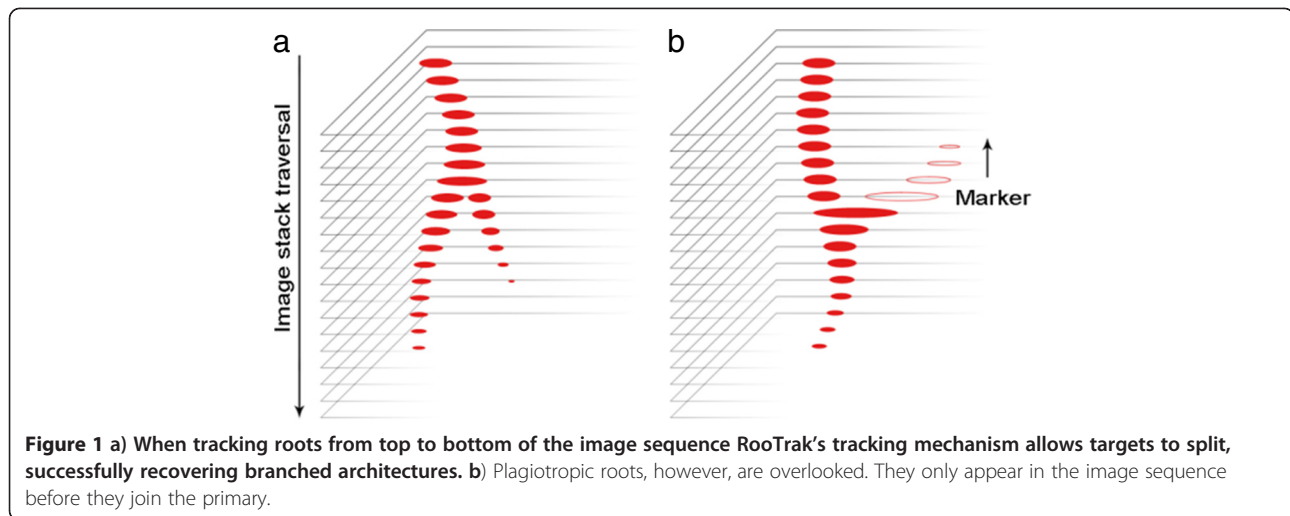 a
b
Image stack traversal
Marker
Figure 1 a) When tracking roots from top to bottom of the image sequence RooTrak's tracking mechanism allows targets to split,
successfully recovering branched architectures. b) Plagiotropic roots, however, are overlooked. They only appear in the image sequence
before they join the primary.